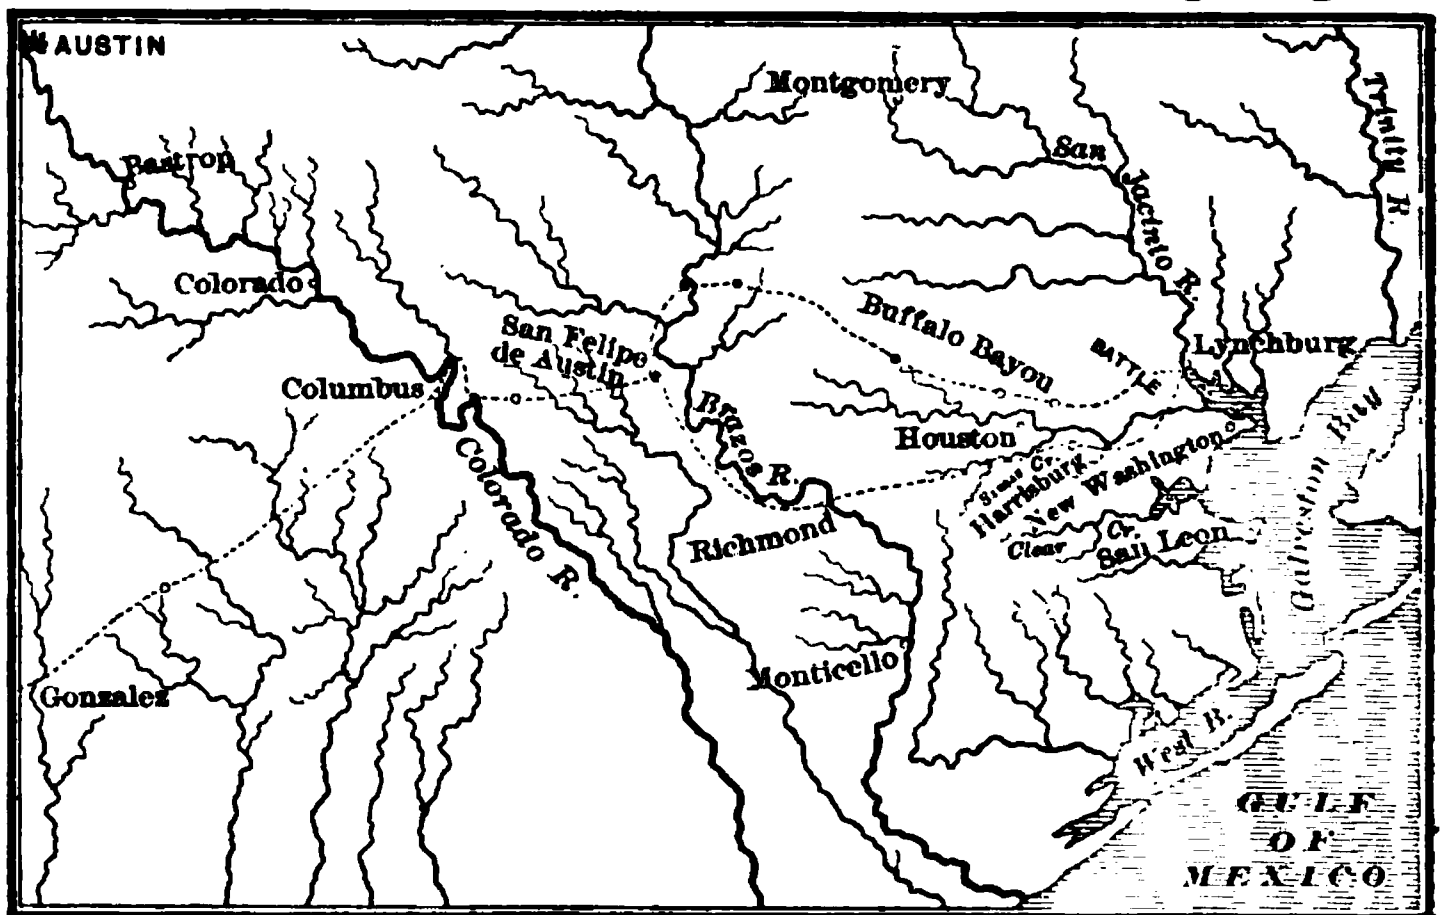 AUSTIN
Montgomery
Trinity R.
Bastrop
San Jacinto R.
Colorado
San Felipe
de Austin
Buffalo Bayou
BATTLE
Lynchburg
Columbus
Brazos R.
Houston
Galveston Bay
Colorado R.
Harrisburg
New Washington
Richmond
Clear Cr.
San Leon
Monticello
Gonzalez
West B.
GULF
OF
MEXICO